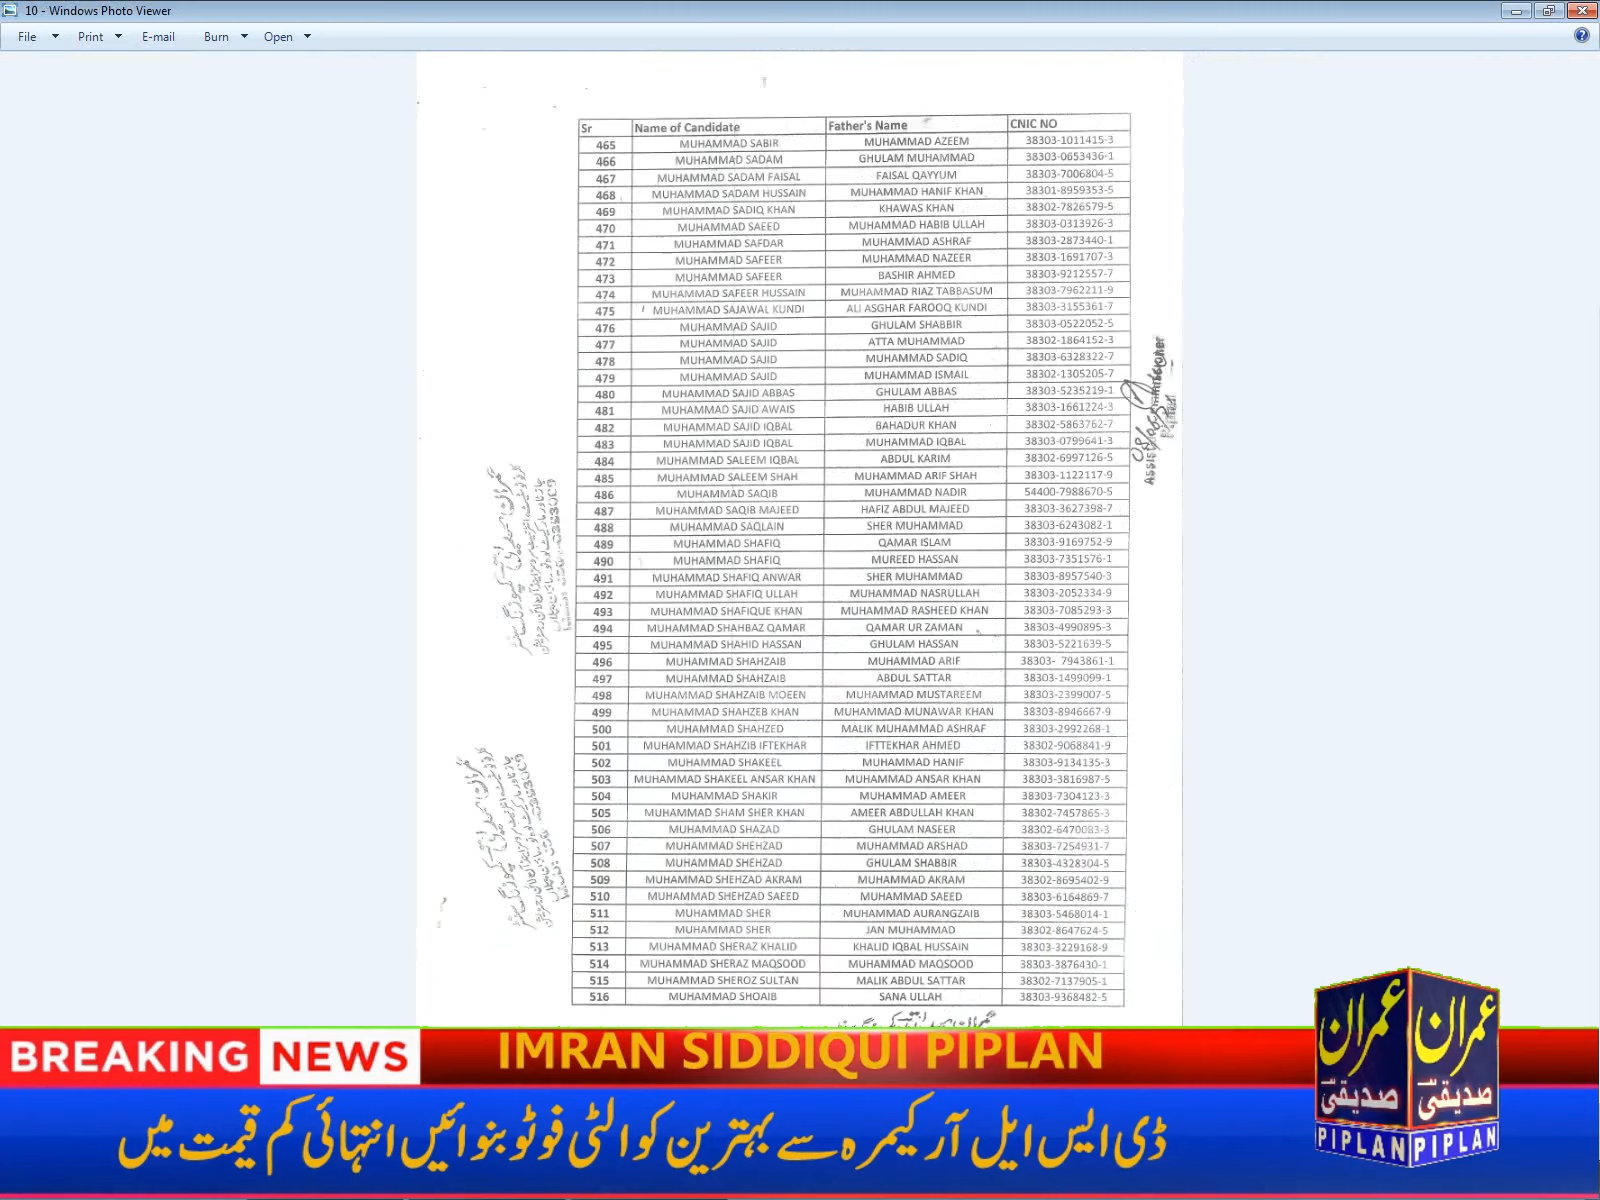 10 - Windows Photo Viewer
File Print E-mail Burn Open
Sr Name of Candidate Father's Name CNIC NO
465 MUHAMMAD SABIR MUHAMMAD AZEEM 38303-1011415-3
466 MUHAMMAD SADAM GHULAM MUHAMMAD 38303-0653436-1
467 MUHAMMAD SADAM FAISAL FAISAL QAYYUM 38303-7006804-5
468 MUHAMMAD SADAM HUSSAIN MUHAMMAD HANIF KHAN 38301-8959353-5
469 MUHAMMAD SADIQ KHAN KHAWAS KHAN 38302-7826579-5
470 MUHAMMAD SAEED MUHAMMAD HABIB ULLAH 38303-0313926-3
471 MUHAMMAD SAFDAR MUHAMMAD ASHRAF 38303-2873440-1
472 MUHAMMAD SAFEER MUHAMMAD NAZEER 38303-1691707-3
473 MUHAMMAD SAFEER BASHIR AHMED 38303-9212557-7
474 MUHAMMAD SAFEER HUSSAIN MUHAMMAD RIAZ TABBASUM 38303-7962211-9
475 MUHAMMAD SAJAWAL KUNDI ALI ASGHAR FAROOQ KUNDI 38303-3155361-7
476 MUHAMMAD SAJID GHULAM SHABBIR 38303-0522052-5
477 MUHAMMAD SAJID ATTA MUHAMMAD 38302-1864152-3
478 MUHAMMAD SAJID MUHAMMAD SADIQ 38303-6328322-7
479 MUHAMMAD SAJID MUHAMMAD ISMAIL 38302-1305205-7
480 MUHAMMAD SAJID ABBAS GHULAM ABBAS 38303-5235219-1
481 MUHAMMAD SAJID AWAIS HABIB ULLAH 38303-1661224-3
482 MUHAMMAD SAJID IQBAL BAHADUR KHAN 38302-5863762-7
483 MUHAMMAD SAJID IQBAL MUHAMMAD IQBAL 38303-0799641-3
484 MUHAMMAD SALEEM IQBAL ABDUL KARIM 38302-6997126-5
485 MUHAMMAD SALEEM SHAH MUHAMMAD ARIF SHAH 38303-1122117-9
486 MUHAMMAD SAQIB MUHAMMAD NADIR 54400-7988670-5
487 MUHAMMAD SAQIB MAJEED HAFIZ ABDUL MAJEED 38303-3627398-7
488 MUHAMMAD SAQLAIN SHER MUHAMMAD 38303-6243082-1
489 MUHAMMAD SHAFIQ QAMAR ISLAM 38303-9169752-9
490 MUHAMMAD SHAFIQ MUREED HASSAN 38303-7351576-1
491 MUHAMMAD SHAFIQ ANWAR SHER MUHAMMAD 38303-8957540-3
492 MUHAMMAD SHAFIQ ULLAH MUHAMMAD NASRULLAH 38303-2052334-9
493 MUHAMMAD SHAFIQUE KHAN MUHAMMAD RASHEED KHAN 38303-7085293-3
494 MUHAMMAD SHAHBAZ QAMAR QAMAR UR ZAMAN 38303-4990895-3
495 MUHAMMAD SHAHID HASSAN GHULAM HASSAN 38303-5221639-5
496 MUHAMMAD SHAHZAIB MUHAMMAD ARIF 38303- 7943861-1
497 MUHAMMAD SHAHZAIB ABDUL SATTAR 38303-1499099-1
498 MUHAMMAD SHAHZAIB MOEEN MUHAMMAD MUSTAREEM 38303-2399007-5
499 MUHAMMAD SHAHZEB KHAN MUHAMMAD MUNAWAR KHAN 38303-8946667-9
500 MUHAMMAD SHAHZED MALIK MUHAMMAD ASHRAF 38303-2992268-1
501 MUHAMMAD SHAHZIB IFTEKHAR IFTTEKHAR AHMED 38302-9068841-9
502 MUHAMMAD SHAKEEL MUHAMMAD HANIF 38303-9134135-3
503 MUHAMMAD SHAKEEL ANSAR KHAN MUHAMMAD ANSAR KHAN 38303-3816987-5
504 MUHAMMAD SHAKIR MUHAMMAD AMEER 38303-7304123-3
505 MUHAMMAD SHAM SHER KHAN AMEER ABDULLAH KHAN 38302-7457865-3
506 MUHAMMAD SHAZAD GHULAM NASEER 38302-6470083-3
507 MUHAMMAD SHEHZAD MUHAMMAD ARSHAD 38303-7254931-7
508 MUHAMMAD SHEHZAD GHULAM SHABBIR 38303-4328304-5
509 MUHAMMAD SHEHZAD AKRAM MUHAMMAD AKRAM 38302-8695402-9
510 MUHAMMAD SHEHZAD SAEED MUHAMMAD SAEED 38303-6164869-7
511 MUHAMMAD SHER MUHAMMAD AURANGZAIB 38303-5468014-1
512 MUHAMMAD SHER JAN MUHAMMAD 38302-8647624-5
513 MUHAMMAD SHERAZ KHALID KHALID IQBAL HUSSAIN 38303-3229168-9
514 MUHAMMAD SHERAZ MAQSOOD MUHAMMAD MAQSOOD 38303-3876430-1
515 MUHAMMAD SHEROZ SULTAN MALIK ABDUL SATTAR 38302-7137905-1
516 MUHAMMAD SHOAIB SANA ULLAH 38303-9368482-5
BREAKING NEWS IMRAN SIDDIQUI PIPLAN
ڈی ایس ایل آر کیمرہ سے بہترین کوالٹی فوٹو بنوائیں انتہائی کم قیمت میں
عمران عمران
صدیقی صدیقی
PIPLAN PIPLAN